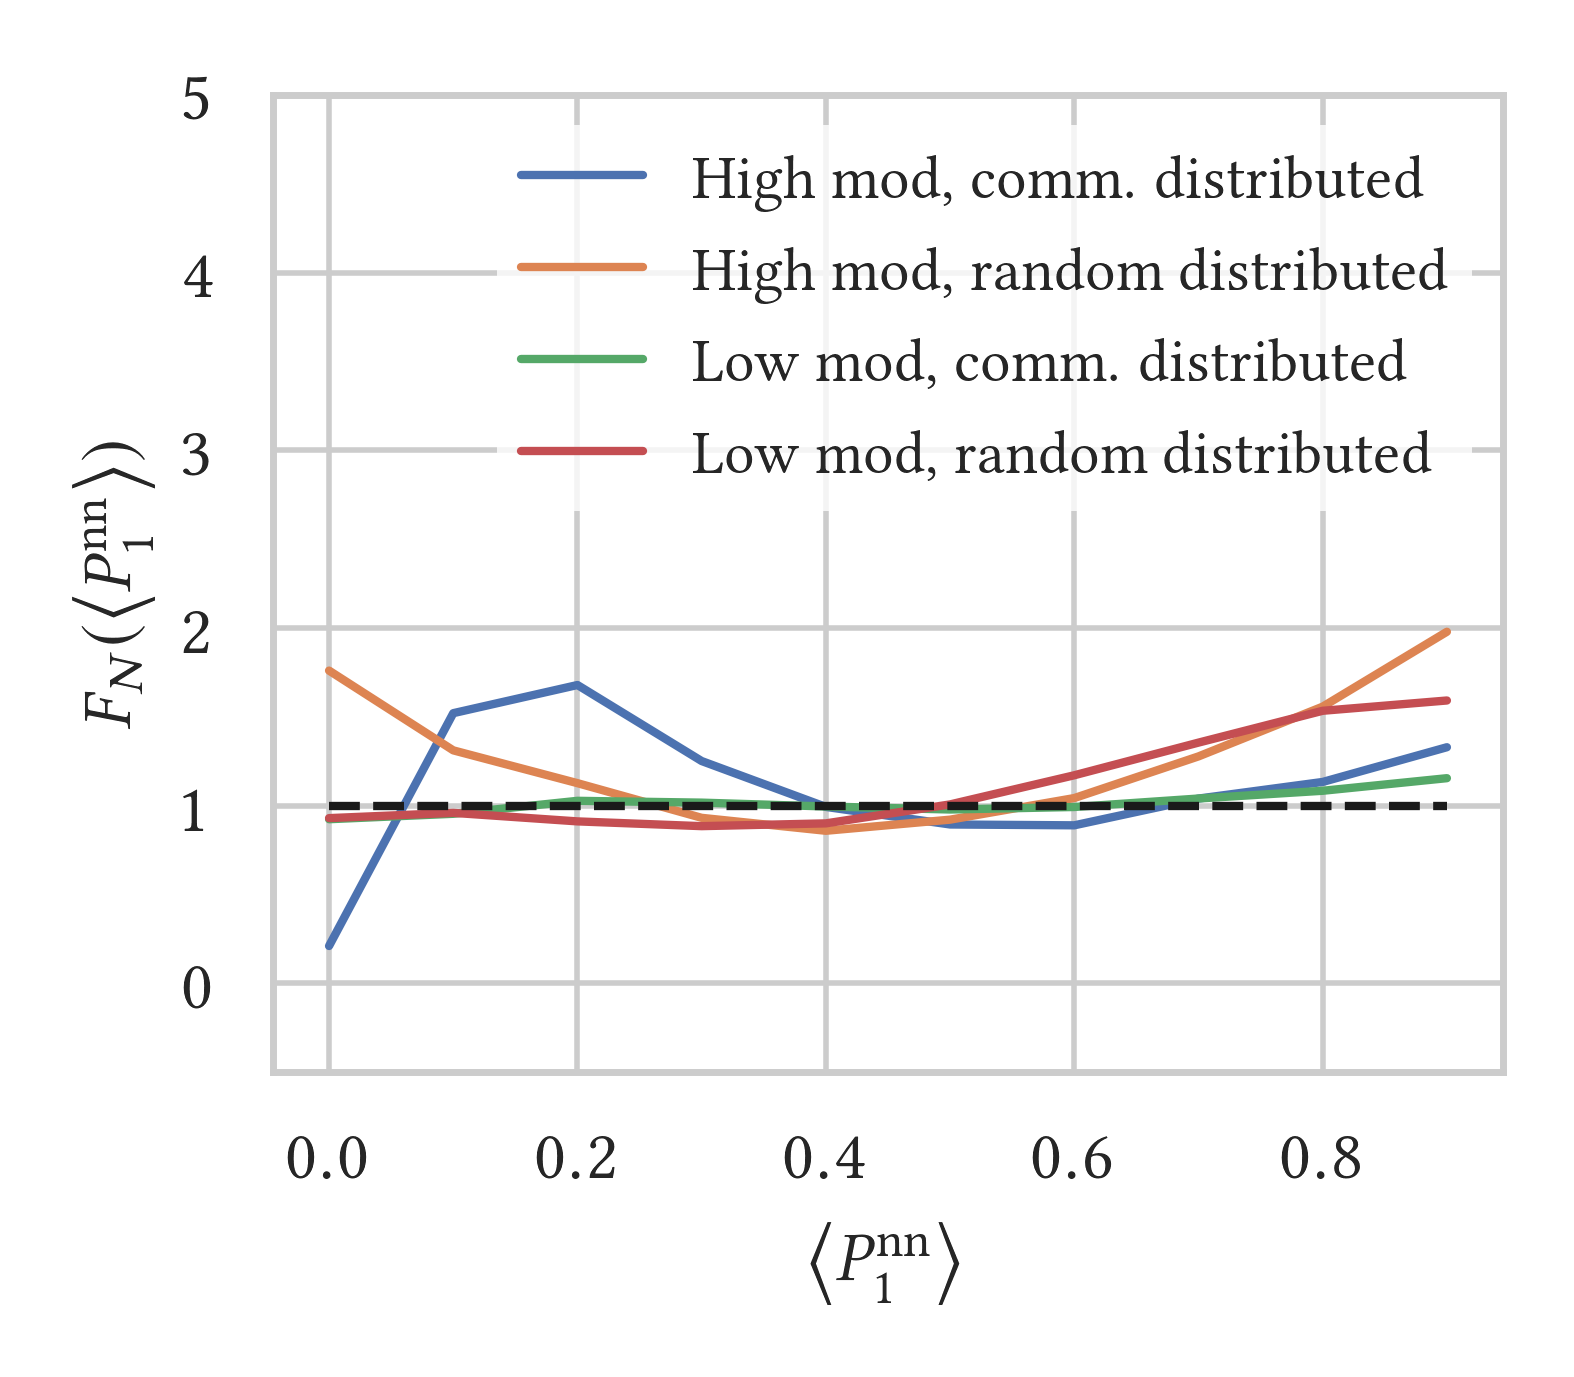 5
4
3
2
1
0
F_N(⟨P_1^nn⟩)
High mod, comm. distributed
High mod, random distributed
Low mod, comm. distributed
Low mod, random distributed
0.0 0.2 0.4 0.6 0.8
⟨P_1^nn⟩